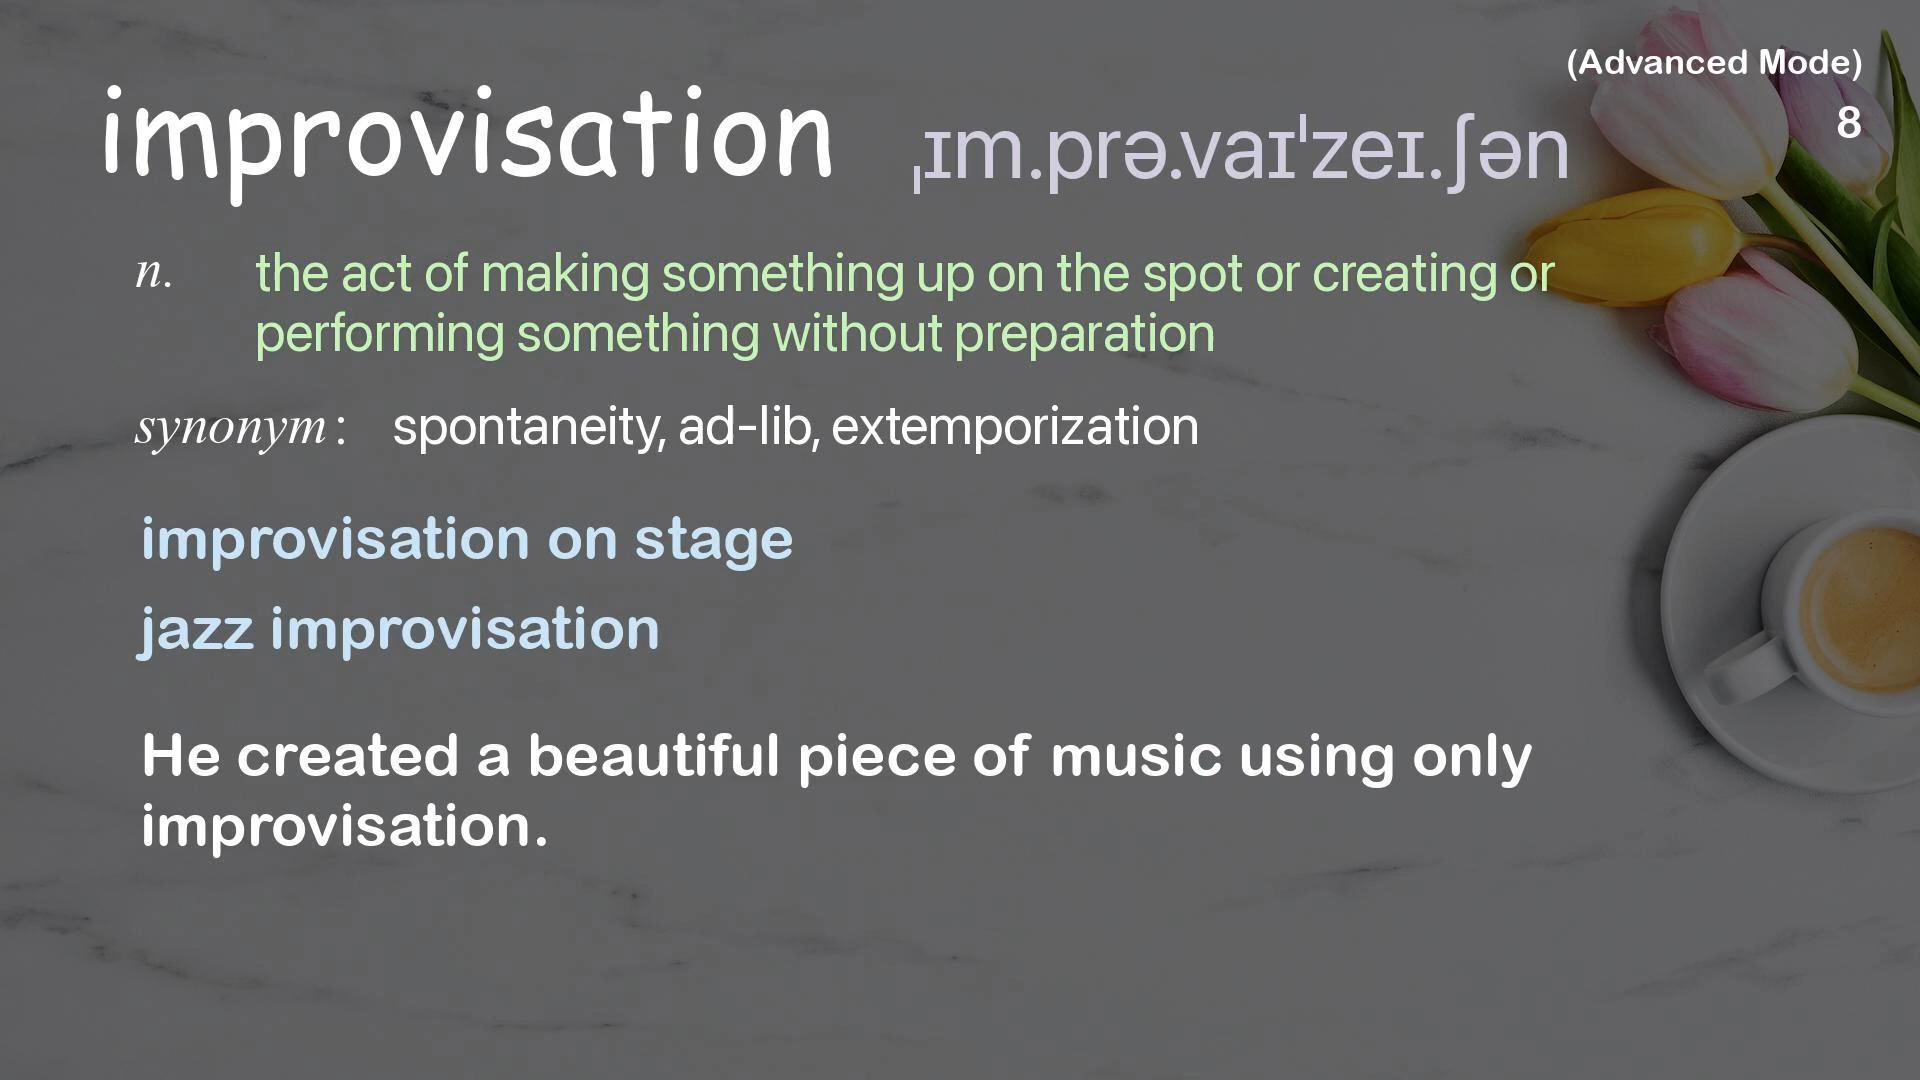 (Advanced Mode)
8
improvisation ˌɪm.prə.vaɪˈzeɪ.ʃən
n. the act of making something up on the spot or creating or
performing something without preparation
synonym : spontaneity, ad-lib, extemporization
improvisation on stage
jazz improvisation
He created a beautiful piece of music using only
improvisation.